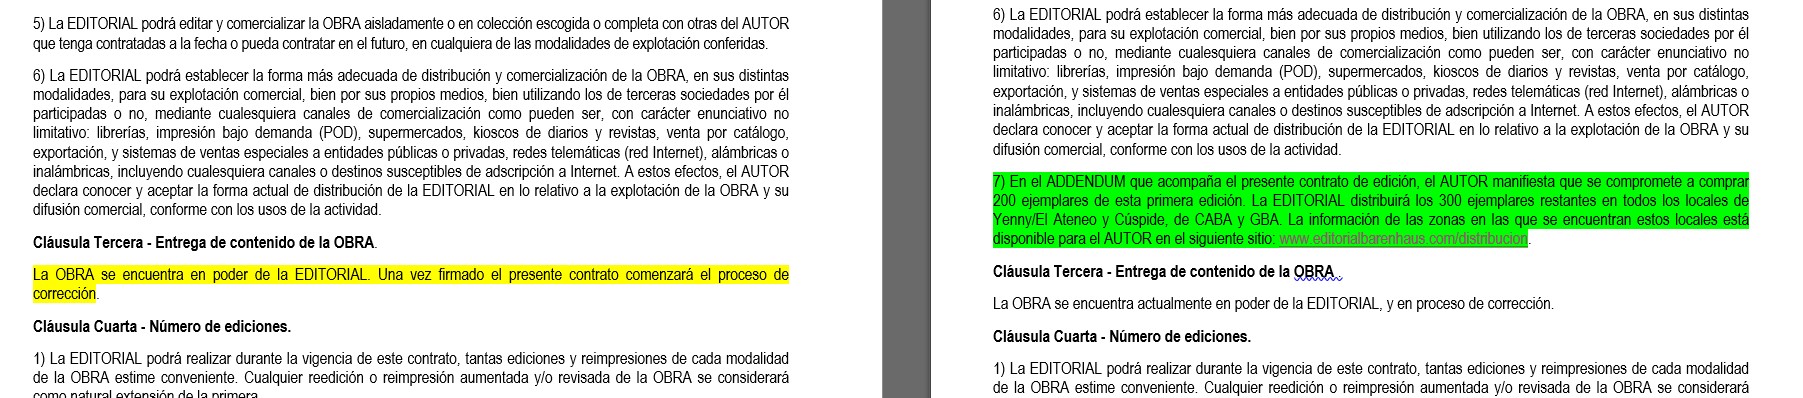 5) La EDITORIAL podrá editar y comercializar la OBRA aisladamente o en colección escogida o completa con otras del AUTOR
que tenga contratadas a la fecha o pueda contratar en el futuro, en cualquiera de las modalidades de explotación conferidas.
6) La EDITORIAL podrá establecer la forma más adecuada de distribución y comercialización de la OBRA, en sus distintas
modalidades, para su explotación comercial, bien por sus propios medios, bien utilizando los de terceras sociedades por él
participadas o no, mediante cualesquiera canales de comercialización como pueden ser, con carácter enunciativo no
limitativo: librerías, impresión bajo demanda (POD), supermercados, kioscos de diarios y revistas, venta por catálogo,
exportación, y sistemas de ventas especiales a entidades públicas o privadas, redes telemáticas (red Internet), alámbricas o
inalámbricas, incluyendo cualesquiera canales o destinos susceptibles de adscripción a Internet. A estos efectos, el AUTOR
declara conocer y aceptar la forma actual de distribución de la EDITORIAL en lo relativo a la explotación de la OBRA y su
difusión comercial, conforme con los usos de la actividad.
Cláusula Tercera - Entrega de contenido de la OBRA.
La OBRA se encuentra en poder de la EDITORIAL. Una vez firmado el presente contrato comenzará el proceso de
corrección.
Cláusula Cuarta - Número de ediciones.
1) La EDITORIAL podrá realizar durante la vigencia de este contrato, tantas ediciones y reimpresiones de cada modalidad
de la OBRA estime conveniente. Cualquier reedición o reimpresión aumentada y/o revisada de la OBRA se considerará
como natural extensión de la primera.
6) La EDITORIAL podrá establecer la forma más adecuada de distribución y comercialización de la OBRA, en sus distintas
modalidades, para su explotación comercial, bien por sus propios medios, bien utilizando los de terceras sociedades por él
participadas o no, mediante cualesquiera canales de comercialización como pueden ser, con carácter enunciativo no
limitativo: librerías, impresión bajo demanda (POD), supermercados, kioscos de diarios y revistas, venta por catálogo,
exportación, y sistemas de ventas especiales a entidades públicas o privadas, redes telemáticas (red Internet), alámbricas o
inalámbricas, incluyendo cualesquiera canales o destinos susceptibles de adscripción a Internet. A estos efectos, el AUTOR
declara conocer y aceptar la forma actual de distribución de la EDITORIAL en lo relativo a la explotación de la OBRA y su
difusión comercial, conforme con los usos de la actividad.
7) En el ADDENDUM que acompaña el presente contrato de edición, el AUTOR manifiesta que se compromete a comprar
200 ejemplares de esta primera edición. La EDITORIAL distribuirá los 300 ejemplares restantes en todos los locales de
Yenny/El Ateneo y Cúspide, de CABA y GBA. La información de las zonas en las que se encuentran estos locales está
disponible para el AUTOR en el siguiente sitio: www.editorialbarenhaus.com/distribucion.
Cláusula Tercera - Entrega de contenido de la OBRA .
La OBRA se encuentra actualmente en poder de la EDITORIAL, y en proceso de corrección.
Cláusula Cuarta - Número de ediciones.
1) La EDITORIAL podrá realizar durante la vigencia de este contrato, tantas ediciones y reimpresiones de cada modalidad
de la OBRA estime conveniente. Cualquier reedición o reimpresión aumentada y/o revisada de la OBRA se considerará